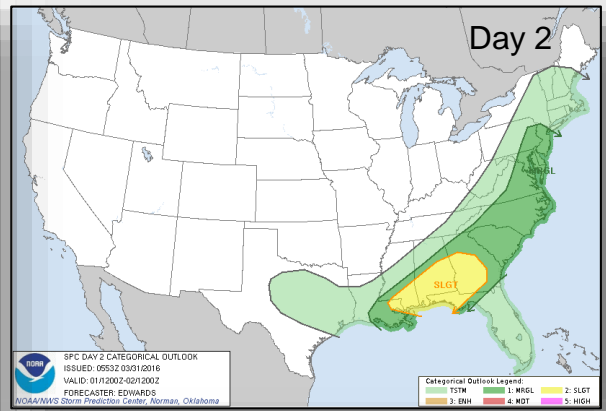 Day 2
MRGL
SLGT
NOAA
SPC DAY 2 CATEGORICAL OUTLOOK
ISSUED: 0553Z 03/31/2016
VALID: 01/1200Z-02/1200Z
FORECASTER: EDWARDS
NOAA/NWS Storm Prediction Center, Norman, Oklahoma
Categorical Outlook Legend:
TSTM 1: MRGL 2: SLGT
3: ENH 4: MDT 5: HIGH